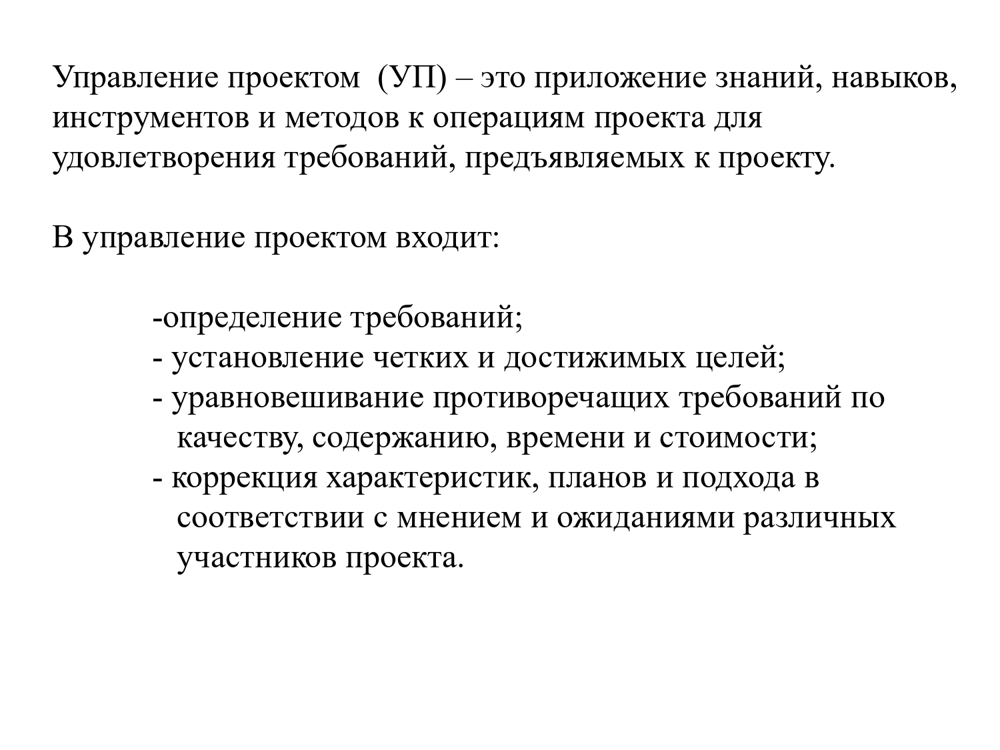 Управление проектом  (УП) – это приложение знаний, навыков,
инструментов и методов к операциям проекта для
удовлетворения требований, предъявляемых к проекту.
В управление проектом входит:
-определение требований;
- установление четких и достижимых целей;
- уравновешивание противоречащих требований по
качеству, содержанию, времени и стоимости;
- коррекция характеристик, планов и подхода в
соответствии с мнением и ожиданиями различных
участников проекта.